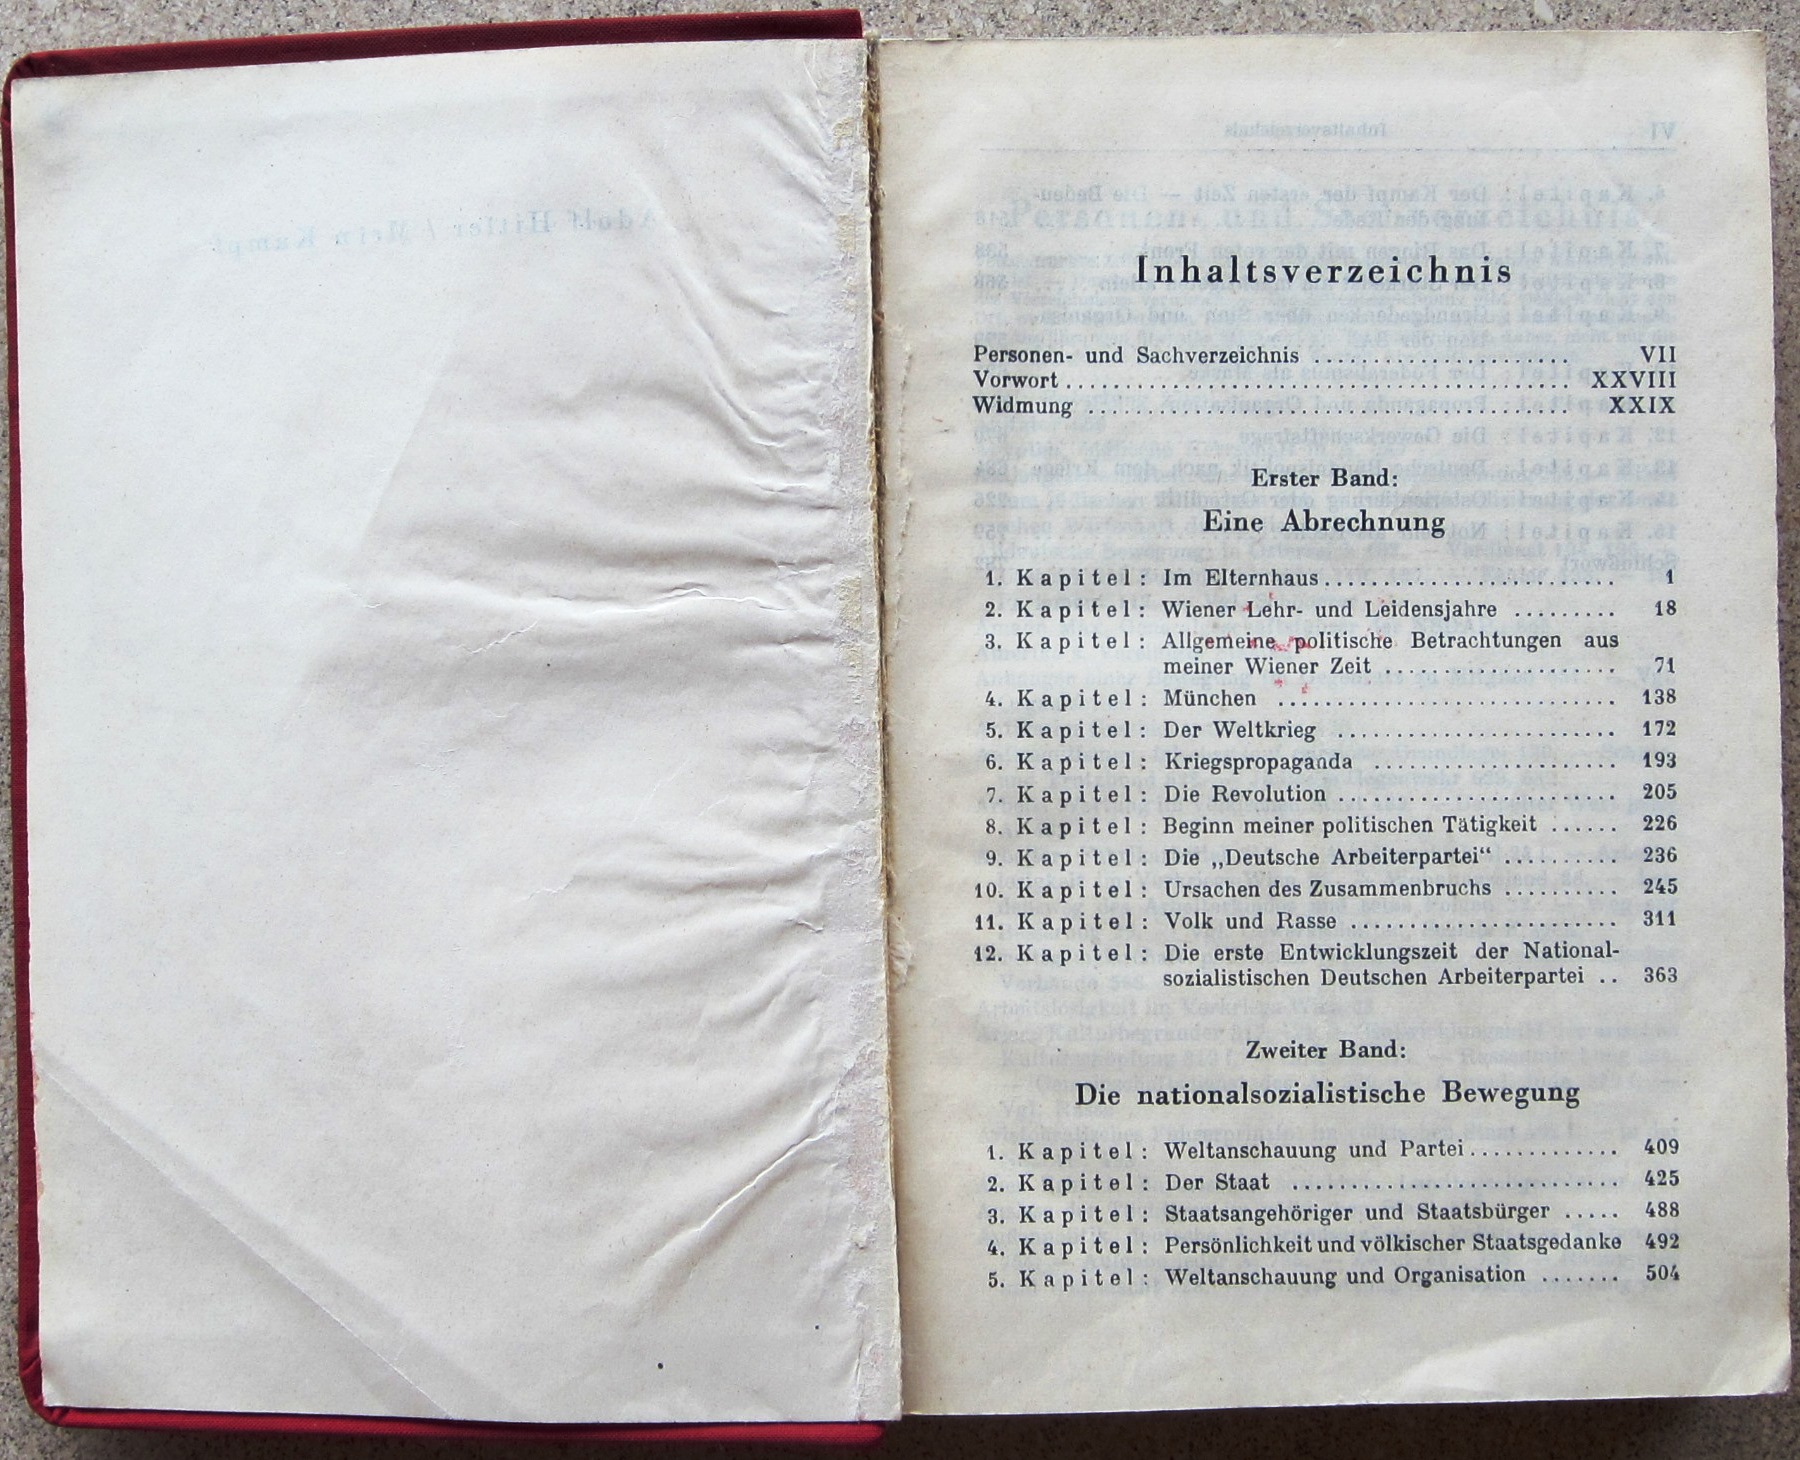 Adolf Hitler / Mein Kampf
VI
Inhaltsverzeichnis
Inhaltsverzeichnis
Personen- und Sachverzeichnis ...................... VII
Vorwort.......................................... XXVIII
Widmung ........................................ XXIX
Erster Band:
Eine Abrechnung
1. Kapitel: Im Elternhaus......................... 1
2. Kapitel: Wiener Lehr- und Leidensjahre ......... 18
3. Kapitel: Allgemeine politische Betrachtungen aus
meiner Wiener Zeit .................... 71
4. Kapitel: München ............................. 138
5. Kapitel: Der Weltkrieg ........................ 172
6. Kapitel: Kriegspropaganda ..................... 193
7. Kapitel: Die Revolution ........................ 205
8. Kapitel: Beginn meiner politischen Tätigkeit ...... 226
9. Kapitel: Die „Deutsche Arbeiterpartei“ .......... 236
10. Kapitel: Ursachen des Zusammenbruchs .......... 245
11. Kapitel: Volk und Rasse ....................... 311
12. Kapitel: Die erste Entwicklungszeit der National-
sozialistischen Deutschen Arbeiterpartei .. 363
Zweiter Band:
Die nationalsozialistische Bewegung
1. Kapitel: Weltanschauung und Partei............. 409
2. Kapitel: Der Staat ............................ 425
3. Kapitel: Staatsangehöriger und Staatsbürger ..... 488
4. Kapitel: Persönlichkeit und völkischer Staatsgedanke 492
5. Kapitel: Weltanschauung und Organisation ....... 504